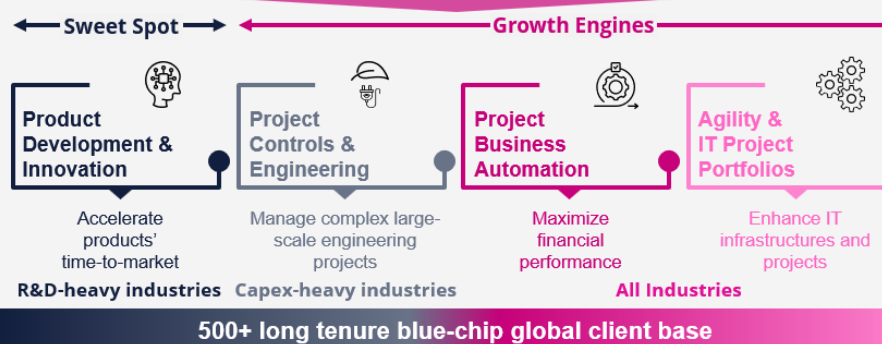 Sweet Spot
Growth Engines
Product
Development &
Innovation
Project
Controls &
Engineering
Project
Business
Automation
Agility &
IT Project
Portfolios
Accelerate
products'
time-to-market
Manage complex large-
scale engineering
projects
Maximize
financial
performance
Enhance IT
infrastructures and
projects
R&D-heavy industries
Capex-heavy industries
All Industries
500+ long tenure blue-chip global client base